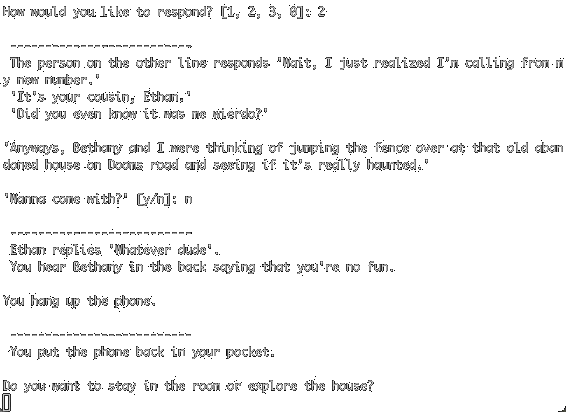 How would you like to respond? [1, 2, 3, 0]: 2
--------------------------
The person on the other line responds 'Wait, I just realized I'm calling from m
y new number.'
'It's your cousin, Ethan.'
'Did you even know it was me wierdo?'
'Anyways, Bethany and I were thinking of jumping the fence over at that old aban
doned house on Dooms road and seeing if it's really haunted.'
'Wanna come with?' [y/n]: n
--------------------------
Ethan replies 'Whatever dude'.
You hear Bethany in the back saying that you're no fun.
You hang up the phone.
--------------------------
You put the phone back in your pocket.
Do you want to stay in the room or explore the house?